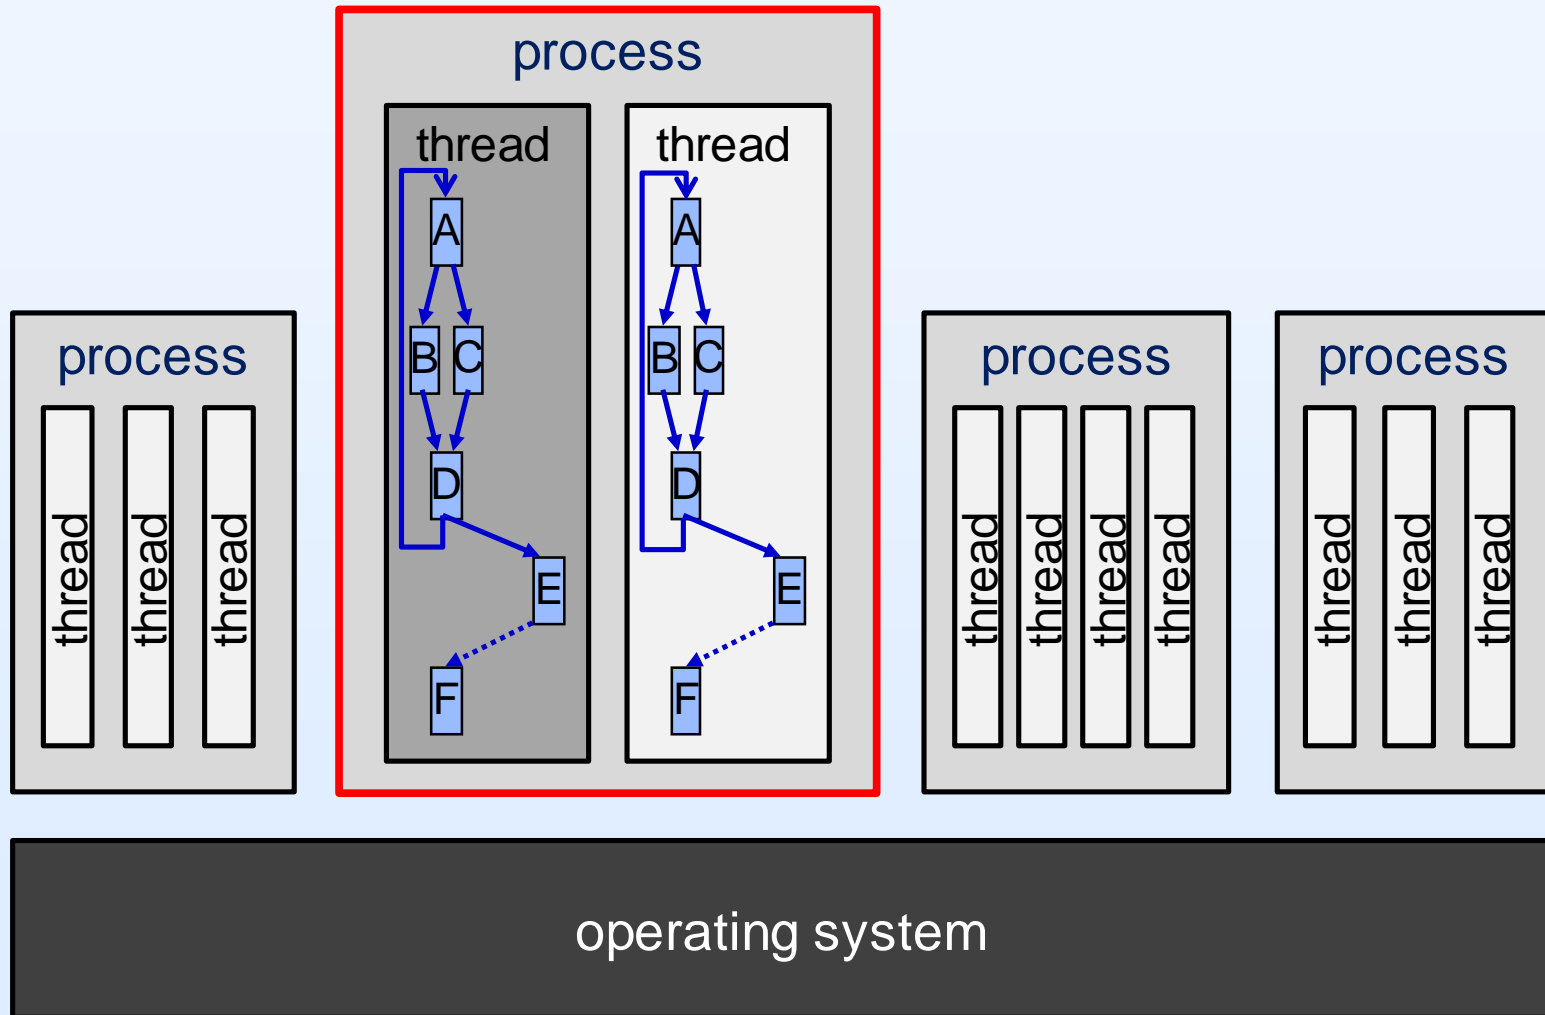 process
thread
thread
A
B
C
D
E
F
A
B
C
D
E
F
process
thread
thread
thread
process
thread
thread
thread
thread
process
thread
thread
thread
operating system